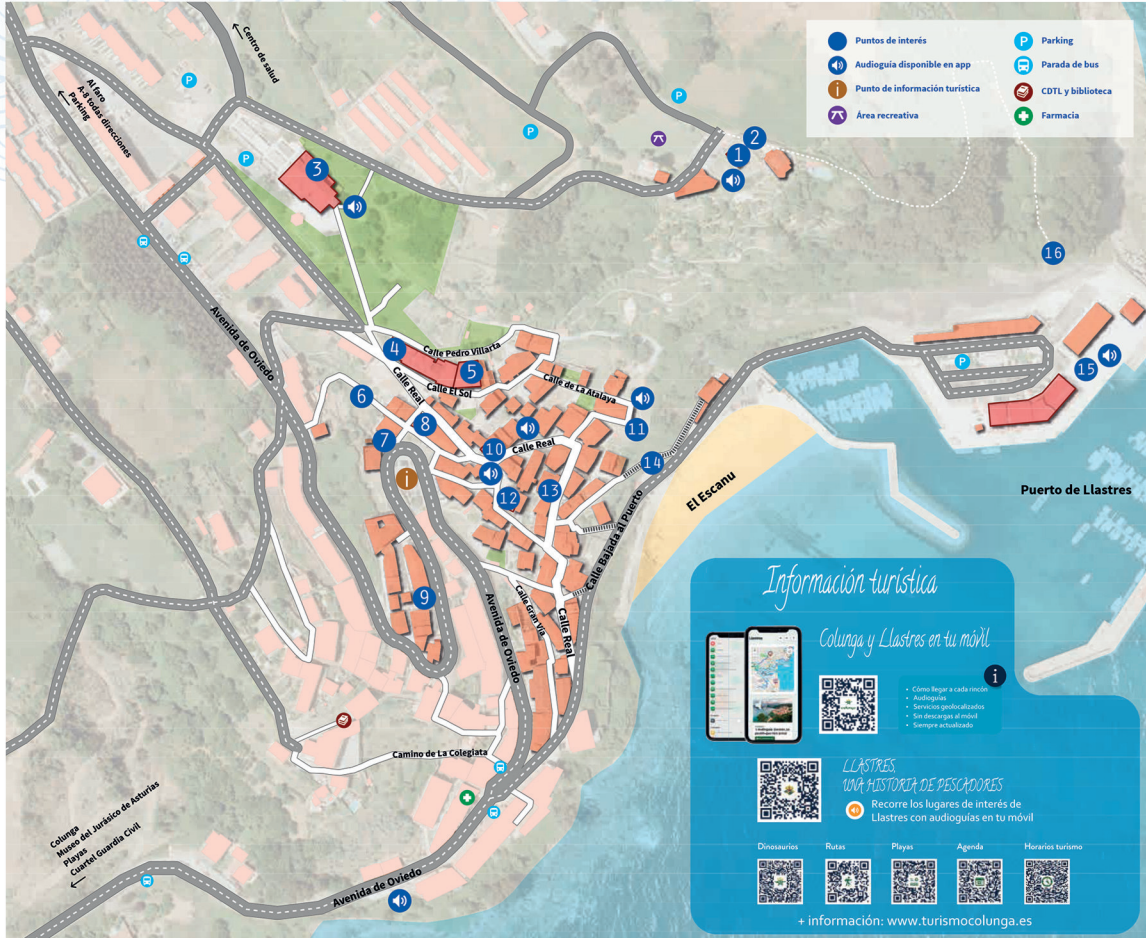 Centro de salud
Al faro
A-8 todas direcciones
Parking
Puntos de interés
Audioguía disponible en app
Punto de información turística
Área recreativa
Parking
Parada de bus
CDTL y biblioteca
Farmacia
P
P
P
P
1
2
3
16
Avenida de Oviedo
4
Calle Pedro Villarta
5
Calle El Sol
Calle Real
Calle de La Atalaya
P
15
6
8
7
10
Calle Real
11
i
12
13
14
El Escanu
Puerto de Llastres
Calle Bajada al Puerto
9
Avenida de Oviedo
Calle Gran Vía
Calle Real
Camino de La Colegiata
Colunga
Museo del Jurásico de Asturias
Playas
Cuartel Guardia Civil
Avenida de Oviedo
Información turística
Colunga y Llastres en tu móvil
i
• Cómo llegar a cada rincón
• Audioguías
• Servicios geolocalizados
• Sin descargas al móvil
• Siempre actualizado
LLASTRES,
UNA HISTORIA DE PESCADORES
Recorre los lugares de interés de
Llastres con audioguías en tu móvil
Dinosaurios
Rutas
Playas
Agenda
Horarios turismo
+ información: www.turismocolunga.es